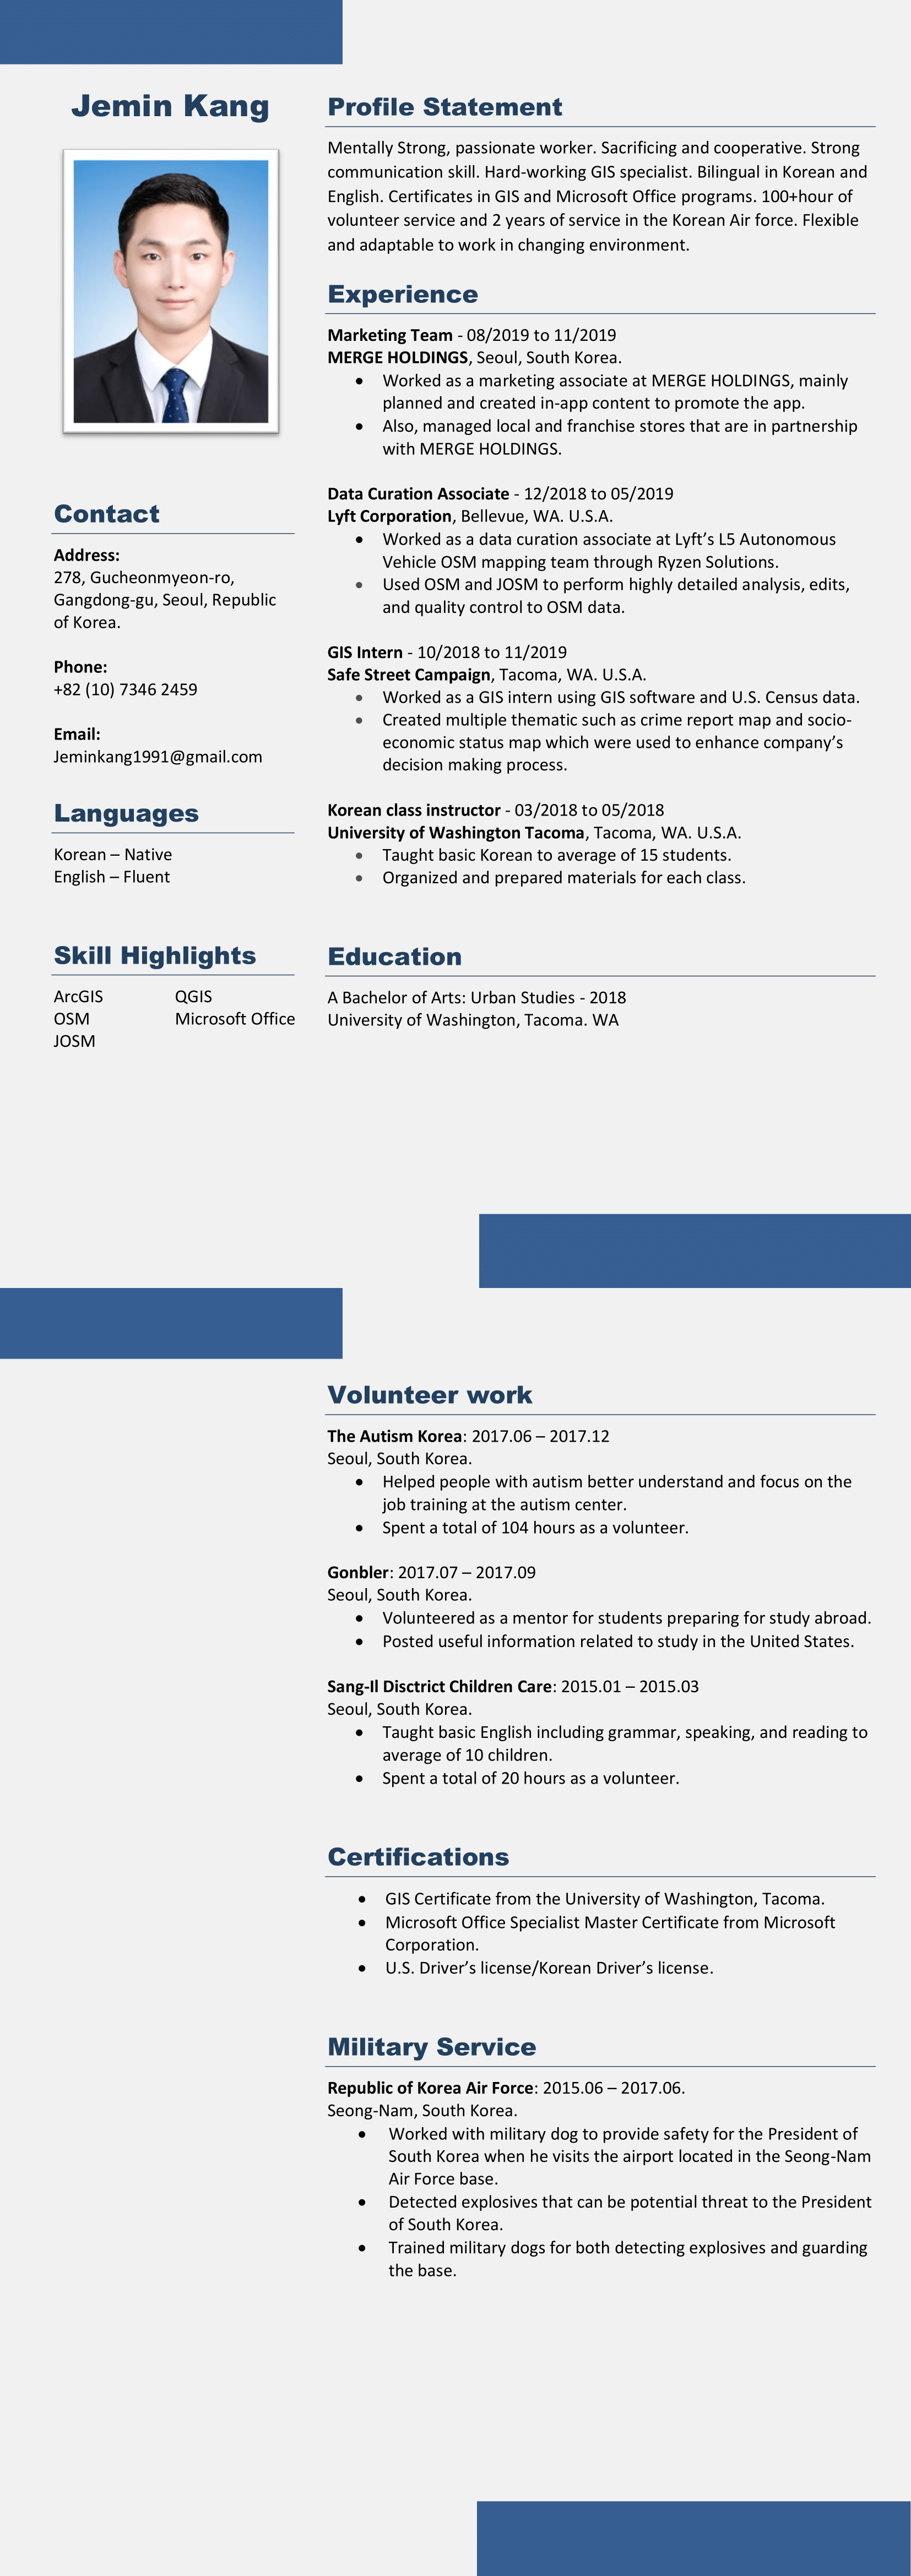 Jemin Kang
Contact
Address:
278, Gucheonmyeon-ro,
Gangdong-gu, Seoul, Republic
of Korea.
Phone:
+82 (10) 7346 2459
Email:
Jeminkang1991@gmail.com
Languages
Korean – Native
English – Fluent
Skill Highlights
ArcGIS QGIS
OSM Microsoft Office
JOSM
Profile Statement
Mentally Strong, passionate worker. Sacrificing and cooperative. Strong
communication skill. Hard-working GIS specialist. Bilingual in Korean and
English. Certificates in GIS and Microsoft Office programs. 100+hour of
volunteer service and 2 years of service in the Korean Air force. Flexible
and adaptable to work in changing environment.
Experience
Marketing Team - 08/2019 to 11/2019
MERGE HOLDINGS, Seoul, South Korea.
• Worked as a marketing associate at MERGE HOLDINGS, mainly
planned and created in-app content to promote the app.
• Also, managed local and franchise stores that are in partnership
with MERGE HOLDINGS.
Data Curation Associate - 12/2018 to 05/2019
Lyft Corporation, Bellevue, WA. U.S.A.
• Worked as a data curation associate at Lyft’s L5 Autonomous
Vehicle OSM mapping team through Ryzen Solutions.
• Used OSM and JOSM to perform highly detailed analysis, edits,
and quality control to OSM data.
GIS Intern - 10/2018 to 11/2019
Safe Street Campaign, Tacoma, WA. U.S.A.
• Worked as a GIS intern using GIS software and U.S. Census data.
• Created multiple thematic such as crime report map and socio-
economic status map which were used to enhance company’s
decision making process.
Korean class instructor - 03/2018 to 05/2018
University of Washington Tacoma, Tacoma, WA. U.S.A.
• Taught basic Korean to average of 15 students.
• Organized and prepared materials for each class.
Education
A Bachelor of Arts: Urban Studies - 2018
University of Washington, Tacoma. WA
Volunteer work
The Autism Korea: 2017.06 – 2017.12
Seoul, South Korea.
• Helped people with autism better understand and focus on the
job training at the autism center.
• Spent a total of 104 hours as a volunteer.
Gonbler: 2017.07 – 2017.09
Seoul, South Korea.
• Volunteered as a mentor for students preparing for study abroad.
• Posted useful information related to study in the United States.
Sang-Il Disctrict Children Care: 2015.01 – 2015.03
Seoul, South Korea.
• Taught basic English including grammar, speaking, and reading to
average of 10 children.
• Spent a total of 20 hours as a volunteer.
Certifications
• GIS Certificate from the University of Washington, Tacoma.
• Microsoft Office Specialist Master Certificate from Microsoft
Corporation.
• U.S. Driver’s license/Korean Driver’s license.
Military Service
Republic of Korea Air Force: 2015.06 – 2017.06.
Seong-Nam, South Korea.
• Worked with military dog to provide safety for the President of
South Korea when he visits the airport located in the Seong-Nam
Air Force base.
• Detected explosives that can be potential threat to the President
of South Korea.
• Trained military dogs for both detecting explosives and guarding
the base.